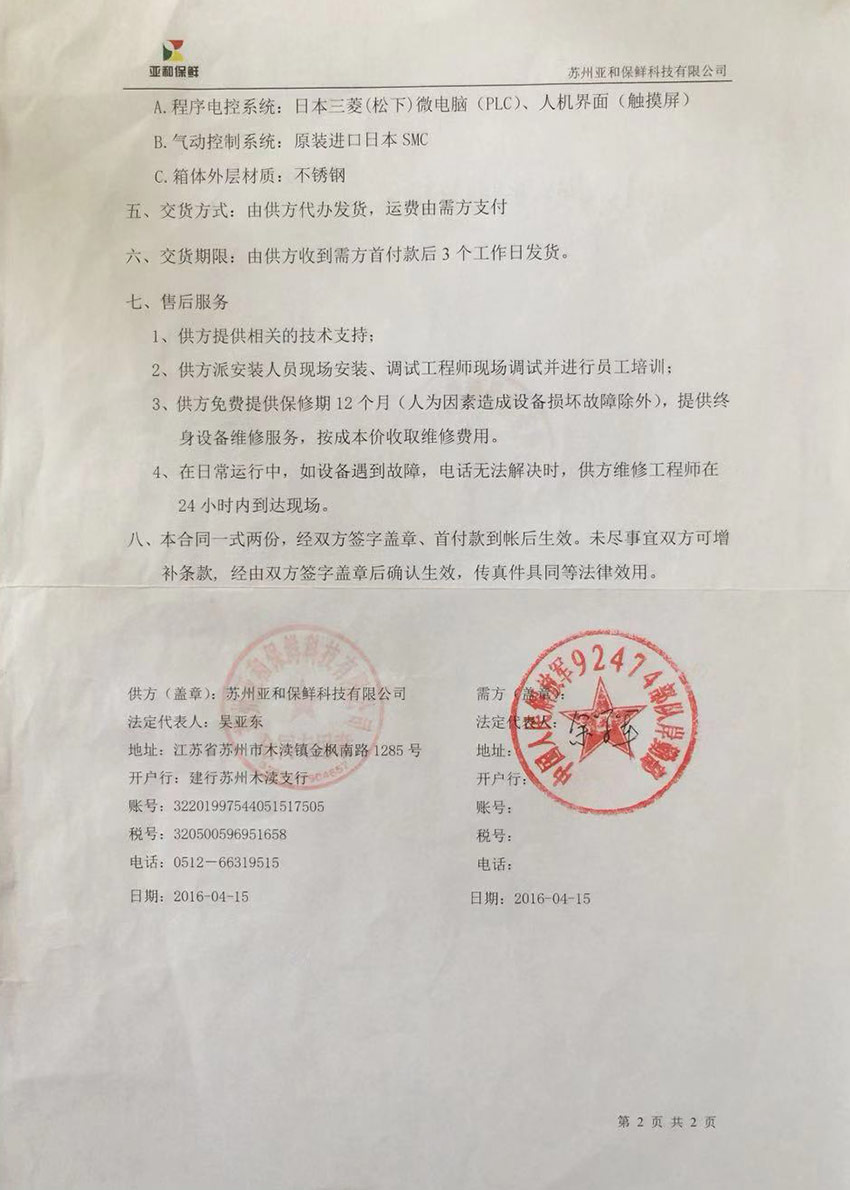 亚和保鲜
苏州亚和保鲜科技有限公司
A.程序电控系统：日本三菱(松下)微电脑（PLC）、人机界面（触摸屏）
B.气动控制系统：原装进口日本SMC
C.箱体外层材质：不锈钢
五、交货方式：由供方代办发货，运费由需方支付
六、交货期限：由供方收到需方首付款后3个工作日发货。
七、售后服务
1、供方提供相关的技术支持；
2、供方派安装人员现场安装、调试工程师现场调试并进行员工培训；
3、供方免费提供保修期12个月（人为因素造成设备损坏故障除外），提供终
身设备维修服务，按成本价收取维修费用。
4、在日常运行中，如设备遇到故障，电话无法解决时，供方维修工程师在
24小时内到达现场。
八、本合同一式两份，经双方签字盖章、首付款到帐后生效。未尽事宜双方可增
补条款, 经由双方签字盖章后确认生效，传真件具同等法律效用。
供方（盖章）：苏州亚和保鲜科技有限公司
法定代表人：吴亚东
地址：江苏省苏州市木渎镇金枫南路1285号
开户行：建行苏州木渎支行
账号：32201997544051517505
税号：320500596951658
电话：0512－66319515
日期：2016-04-15
需方（盖章）：
法定代表人：
地址：
开户行：
账号：
税号：
电话：
日期：2016-04-15
中国人民解放军92474部队
第 2 页 共 2 页